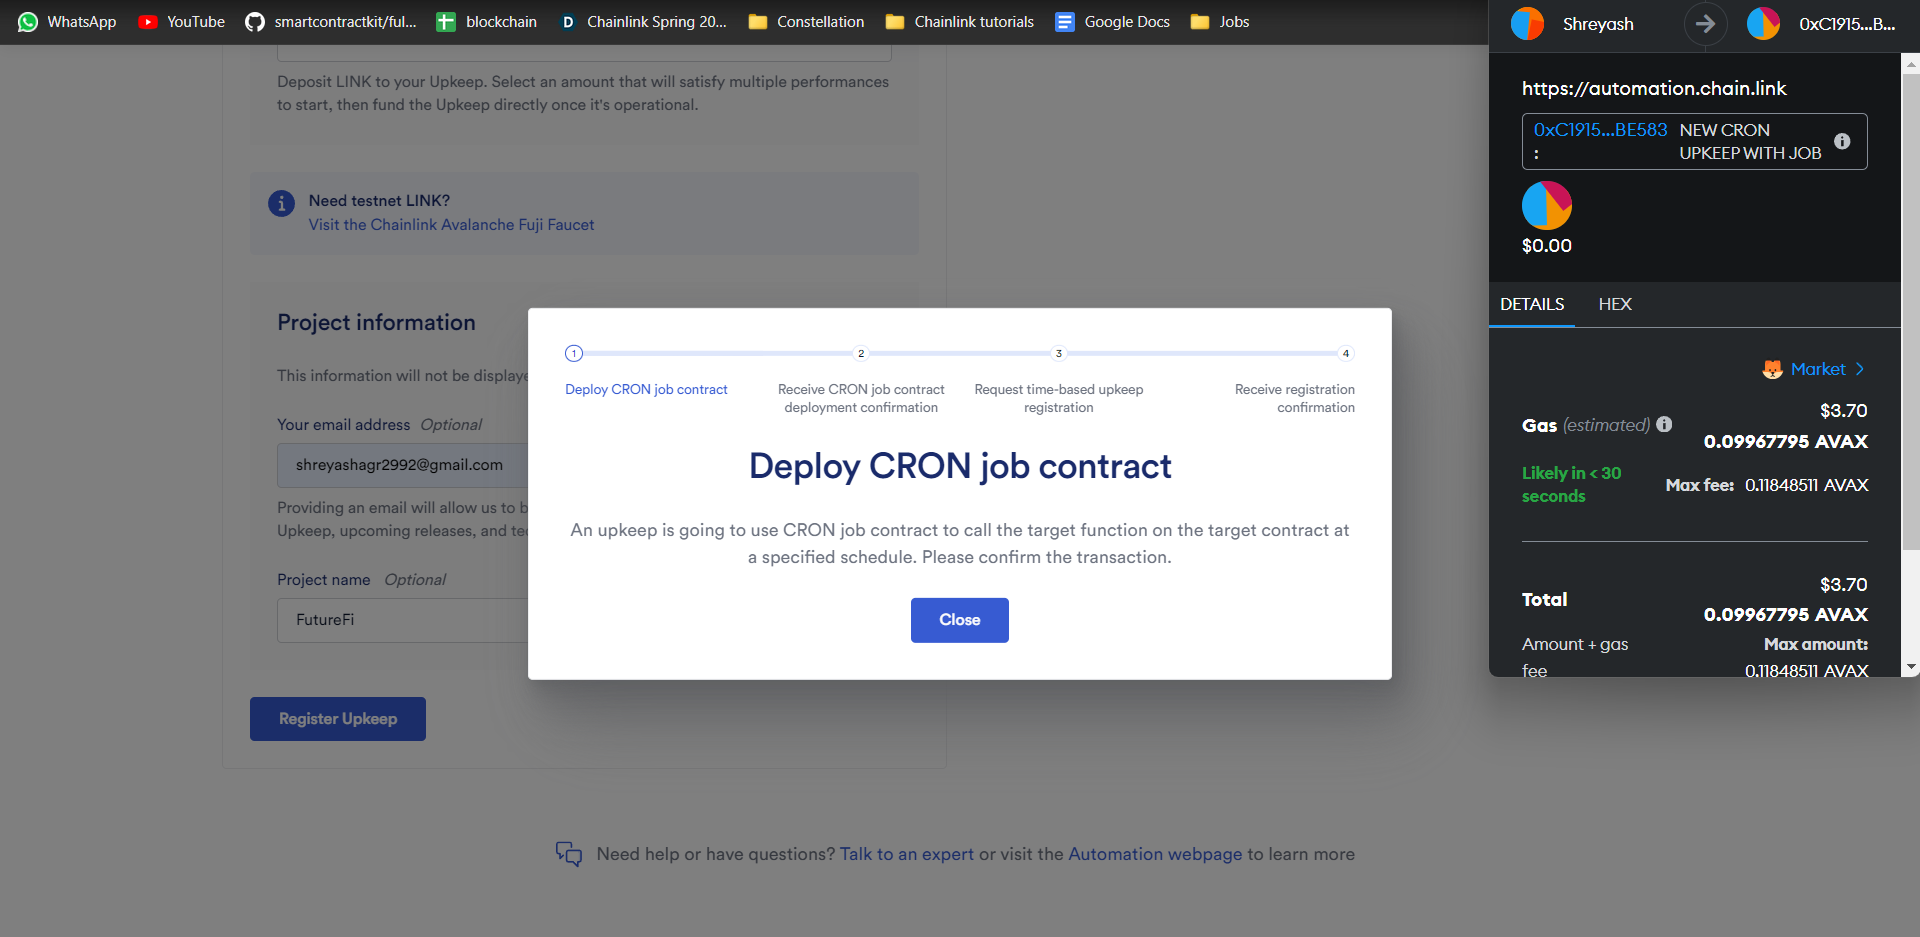 WhatsApp
YouTube
smartcontractkit/ful...
blockchain
Chainlink Spring 20...
Constellation
Chainlink tutorials
Google Docs
Jobs
Deposit LINK to your Upkeep. Select an amount that will satisfy multiple performances
to start, then fund the Upkeep directly once it's operational.
Need testnet LINK?
Visit the Chainlink Avalanche Fuji Faucet
Project information
This information will not be displaye
Your email address Optional
shreyashagr2992@gmail.com
Providing an email will allow us to b
Upkeep, upcoming releases, and te
Project name Optional
FutureFi
Register Upkeep
1
2
3
4
Deploy CRON job contract
Receive CRON job contract
deployment confirmation
Request time-based upkeep
registration
Receive registration
confirmation
Deploy CRON job contract
An upkeep is going to use CRON job contract to call the target function on the target contract at
a specified schedule. Please confirm the transaction.
Close
Need help or have questions? Talk to an expert or visit the Automation webpage to learn more
Shreyash
0xC1915...B...
https://automation.chain.link
0xC1915...BE583
:
NEW CRON
UPKEEP WITH JOB
$0.00
DETAILS
HEX
Market
$3.70
Gas (estimated)
0.09967795 AVAX
Likely in < 30
seconds
Max fee: 0.11848511 AVAX
$3.70
Total
0.09967795 AVAX
Amount + gas
fee
Max amount:
0.11848511 AVAX